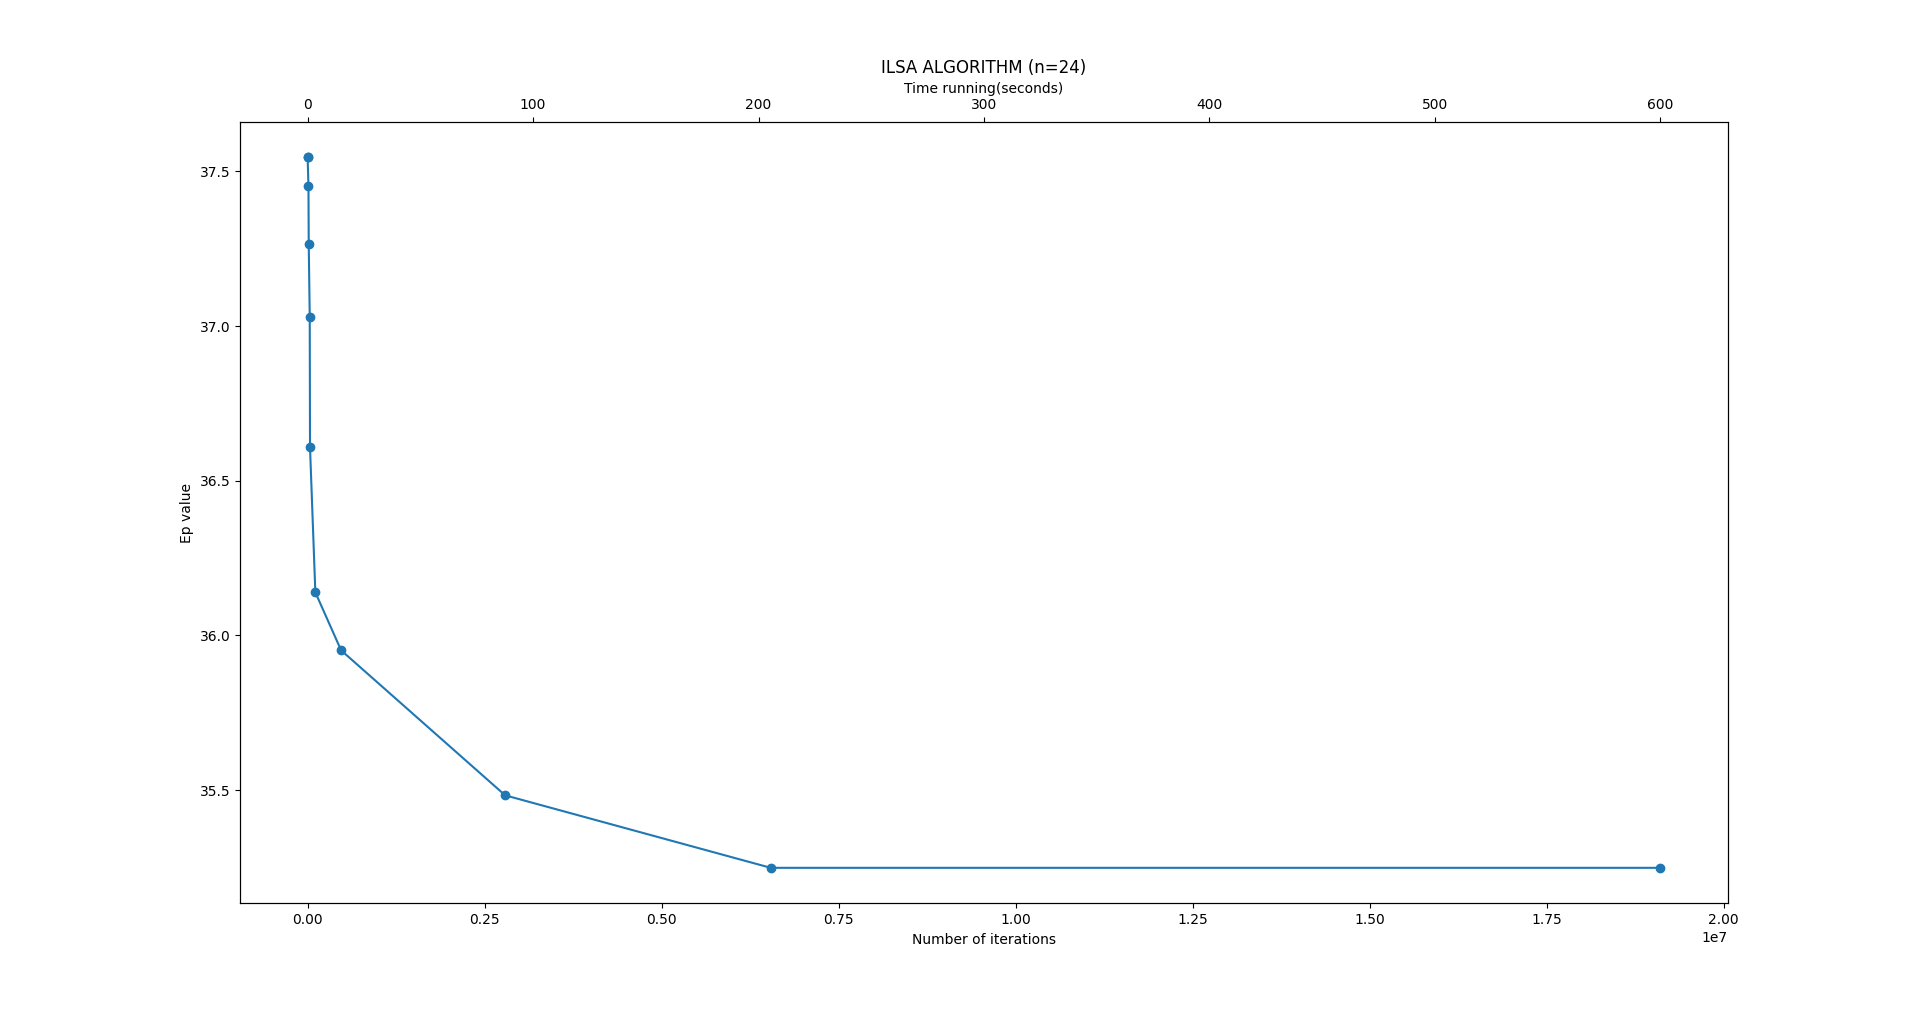 ILSA ALGORITHM (n=24)
Time running(seconds)
0 100 200 300 400 500 600
37.5
37.0
36.5
36.0
35.5
Ep value
0.00 0.25 0.50 0.75 1.00 1.25 1.50 1.75 2.00
1e7
Number of iterations